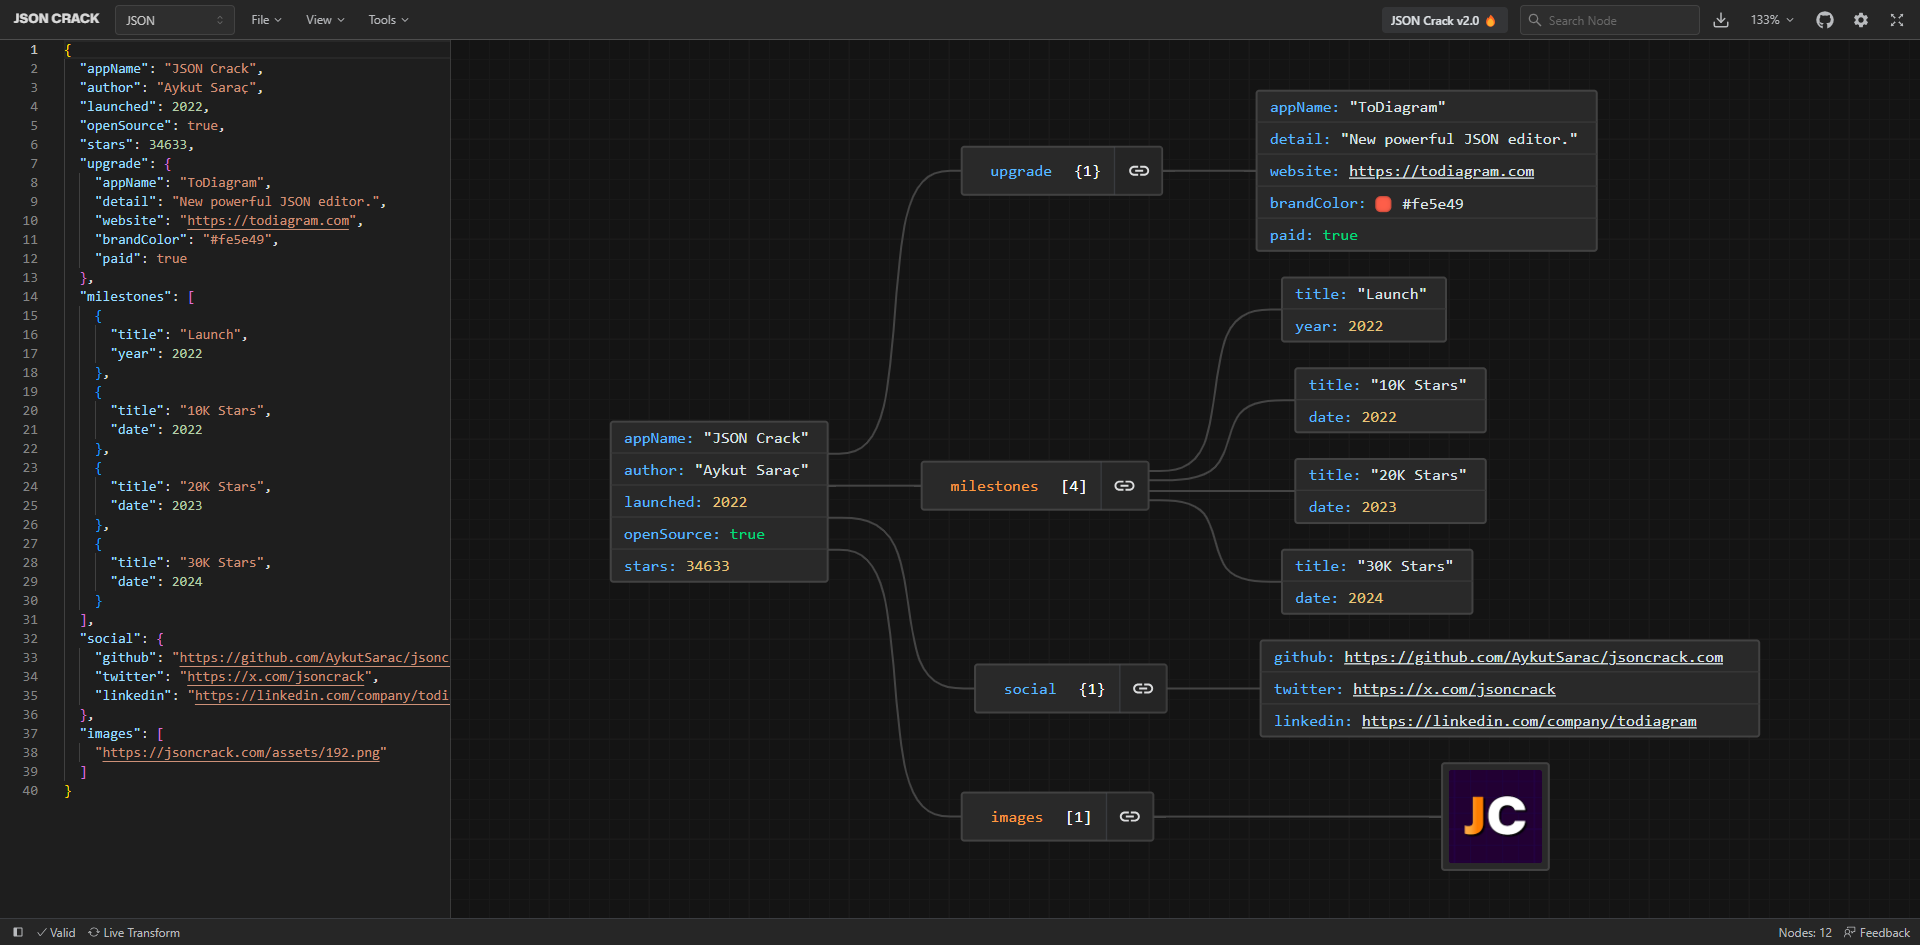 JSON CRACK
JSON
File
View
Tools
JSON Crack v2.0 🔥
Search Node
133%
1 {
2 "appName": "JSON Crack",
3 "author": "Aykut Saraç",
4 "launched": 2022,
5 "openSource": true,
6 "stars": 34633,
7 "upgrade": {
8 "appName": "ToDiagram",
9 "detail": "New powerful JSON editor.",
10 "website": "https://todiagram.com",
11 "brandColor": "#fe5e49",
12 "paid": true
13 },
14 "milestones": [
15 {
16 "title": "Launch",
17 "year": 2022
18 },
19 {
20 "title": "10K Stars",
21 "date": 2022
22 },
23 {
24 "title": "20K Stars",
25 "date": 2023
26 },
27 {
28 "title": "30K Stars",
29 "date": 2024
30 }
31 ],
32 "social": {
33 "github": "https://github.com/AykutSarac/jsonc
34 "twitter": "https://x.com/jsoncrack",
35 "linkedin": "https://linkedin.com/company/todi
36 },
37 "images": [
38 "https://jsoncrack.com/assets/192.png"
39 ]
40 }
appName: "JSON Crack"
author: "Aykut Saraç"
launched: 2022
openSource: true
stars: 34633
upgrade {1}
appName: "ToDiagram"
detail: "New powerful JSON editor."
website: https://todiagram.com
brandColor: #fe5e49
paid: true
milestones [4]
title: "Launch"
year: 2022
title: "10K Stars"
date: 2022
title: "20K Stars"
date: 2023
title: "30K Stars"
date: 2024
social {1}
github: https://github.com/AykutSarac/jsoncrack.com
twitter: https://x.com/jsoncrack
linkedin: https://linkedin.com/company/todiagram
images [1]
JC
Valid
Live Transform
Nodes: 12
Feedback